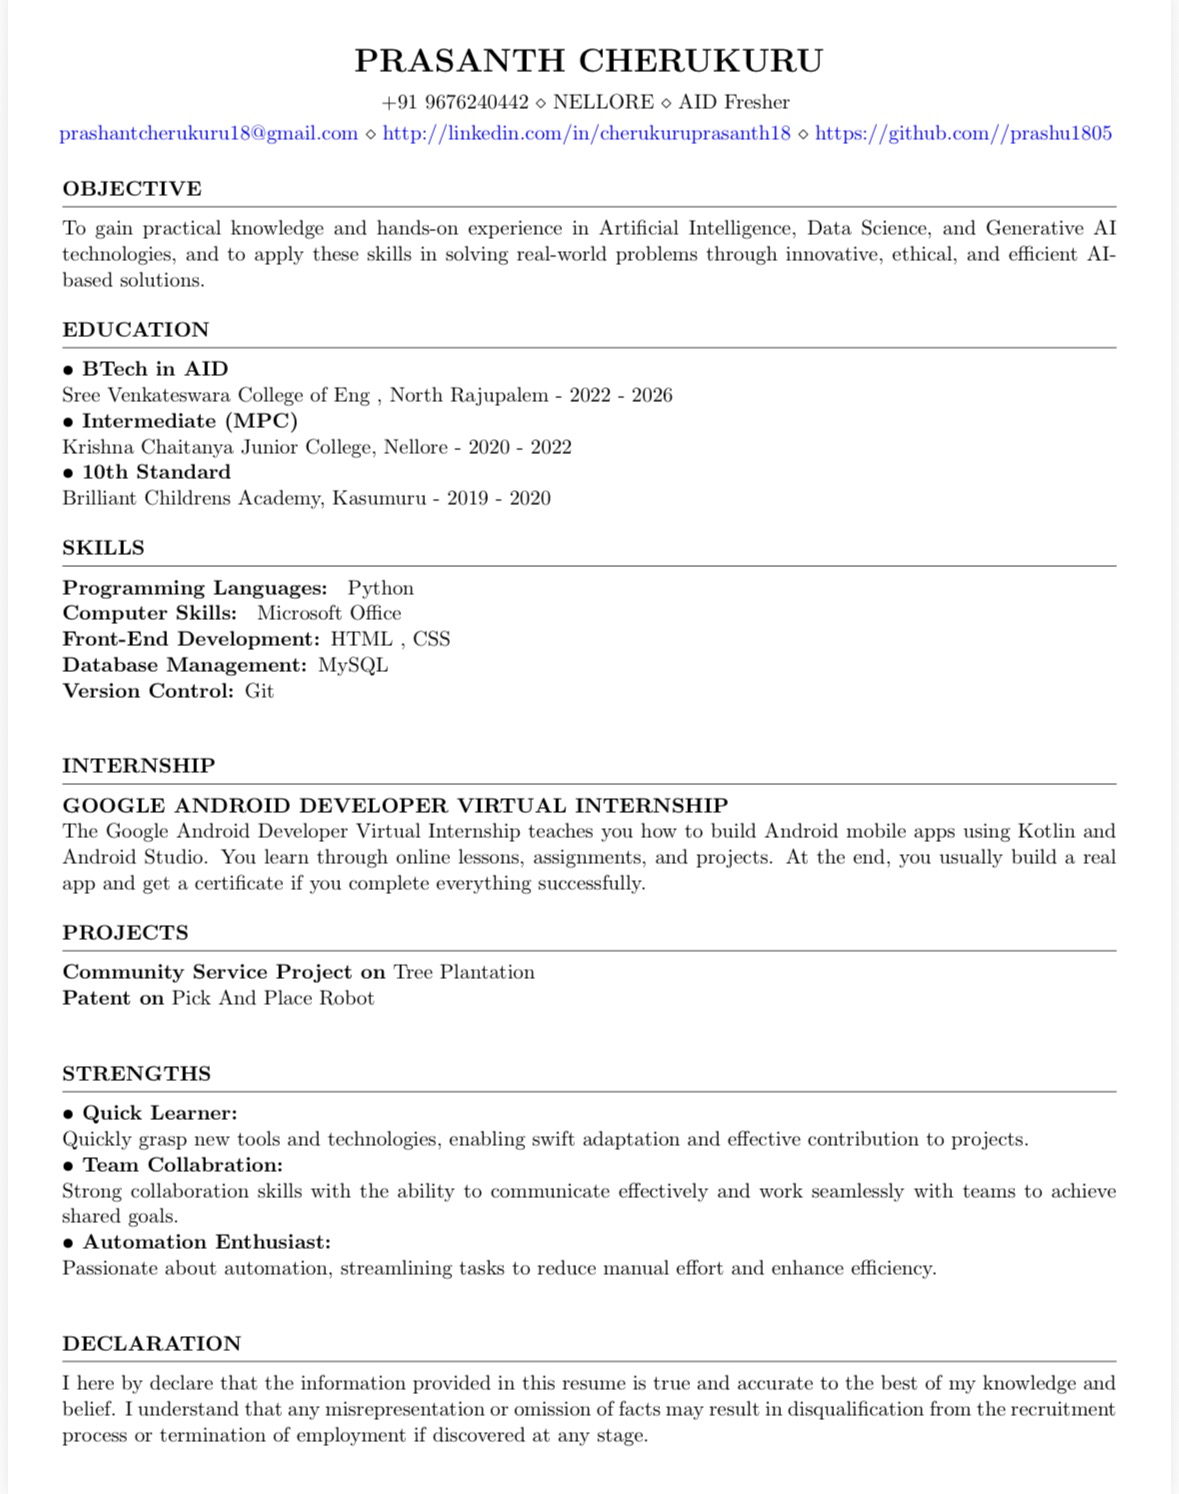 PRASANTH CHERUKURU
+91 9676240442 ⋄ NELLORE ⋄ AID Fresher
prashantcherukuru18@gmail.com ⋄ http://linkedin.com/in/cherukuruprasanth18 ⋄ https://github.com//prashu1805
OBJECTIVE
To gain practical knowledge and hands-on experience in Artificial Intelligence, Data Science, and Generative AI
technologies, and to apply these skills in solving real-world problems through innovative, ethical, and efficient AI-
based solutions.
EDUCATION
• BTech in AID
Sree Venkateswara College of Eng , North Rajupalem - 2022 - 2026
• Intermediate (MPC)
Krishna Chaitanya Junior College, Nellore - 2020 - 2022
• 10th Standard
Brilliant Childrens Academy, Kasumuru - 2019 - 2020
SKILLS
Programming Languages: Python
Computer Skills: Microsoft Office
Front-End Development: HTML , CSS
Database Management: MySQL
Version Control: Git
INTERNSHIP
GOOGLE ANDROID DEVELOPER VIRTUAL INTERNSHIP
The Google Android Developer Virtual Internship teaches you how to build Android mobile apps using Kotlin and
Android Studio. You learn through online lessons, assignments, and projects. At the end, you usually build a real
app and get a certificate if you complete everything successfully.
PROJECTS
Community Service Project on Tree Plantation
Patent on Pick And Place Robot
STRENGTHS
• Quick Learner:
Quickly grasp new tools and technologies, enabling swift adaptation and effective contribution to projects.
• Team Collabration:
Strong collaboration skills with the ability to communicate effectively and work seamlessly with teams to achieve
shared goals.
• Automation Enthusiast:
Passionate about automation, streamlining tasks to reduce manual effort and enhance efficiency.
DECLARATION
I here by declare that the information provided in this resume is true and accurate to the best of my knowledge and
belief. I understand that any misrepresentation or omission of facts may result in disqualification from the recruitment
process or termination of employment if discovered at any stage.